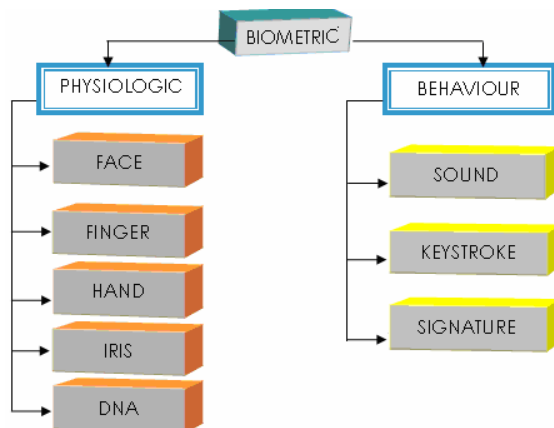 BIOMETRIC
PHYSIOLOGIC
BEHAVIOUR
FACE
FINGER
HAND
IRIS
DNA
SOUND
KEYSTROKE
SIGNATURE